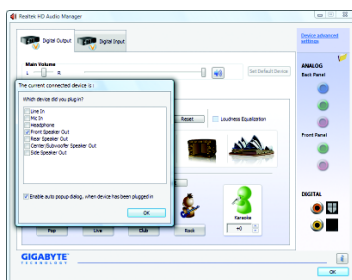 Realtek HD Audio Manager
Digital Output
Digital Input
Device advanced settings
Main Volume
L
R
Set Default Device
ANALOG
Back Panel
The current connected device is :
Which device did you plug in?
Line In
Mic In
Headphone
Front Speaker Out
Rear Speaker Out
Center/Subwoofer Speaker Out
Side Speaker Out
Enable auto popup dialog, when device has been plugged in
OK
Reset
Loudness Equalization
Front Panel
DIGITAL
Karaoke
+0
Pop
Live
Club
Rock
GIGABYTE
TECHNOLOGY
OK